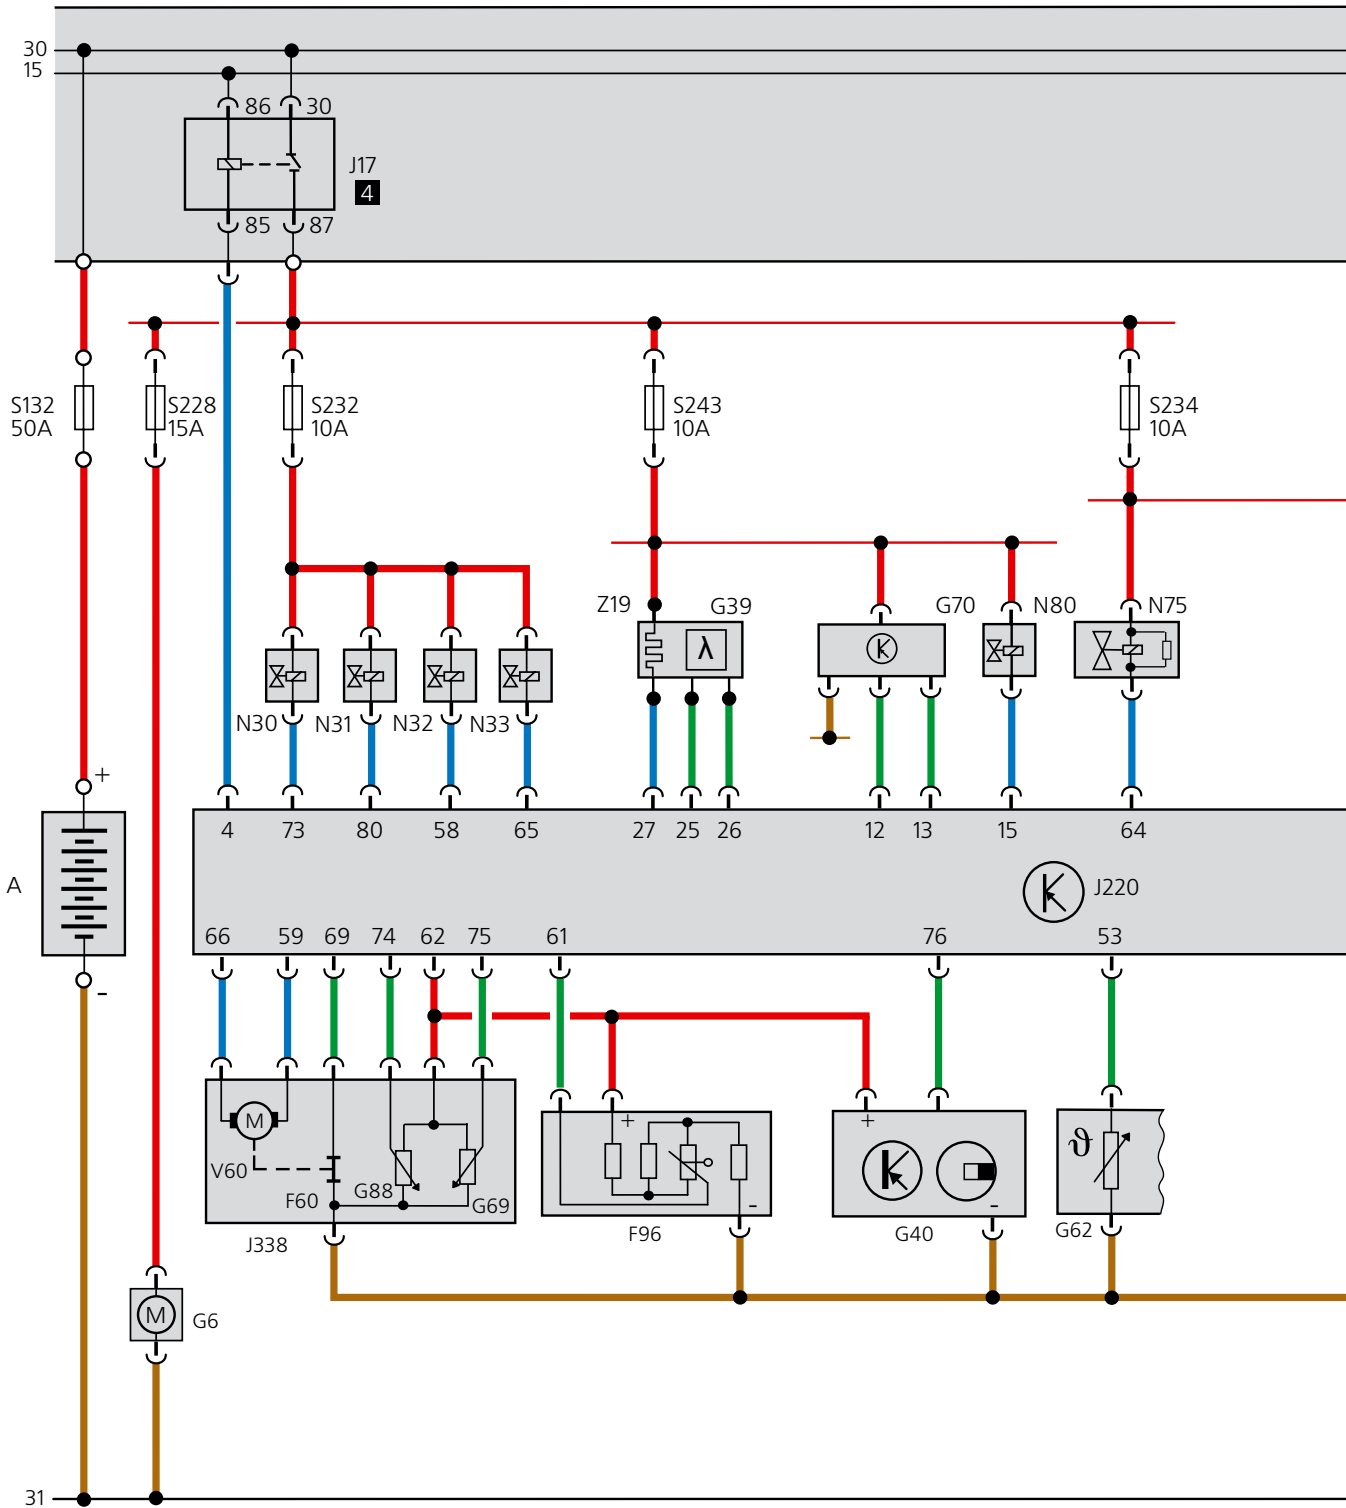 30
15
86 30
J17
4
85 87
S132
50A
S228
15A
S232
10A
S243
10A
S234
10A
Z19 G39 G70 N80 N75
λ
N30 N31 N32 N33
+
4 73 80 58 65 27 25 26 12 13 15 64
A
J220
66 59 69 74 62 75 61 76 53
-
M
V60
F60
G88
G69
J338
+
-
F96
+
-
G40
ϑ
G62
M
G6
31